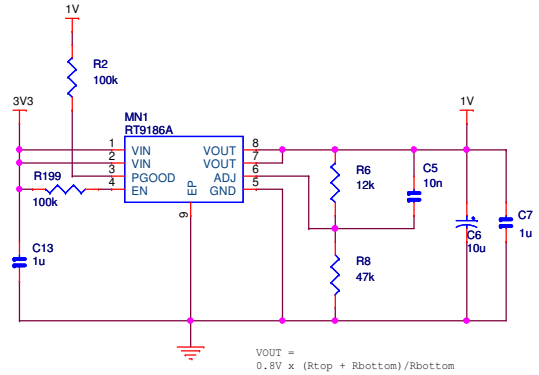 1V
R2
100k
3V3
MN1
RT9186A
1V
1
VIN
VOUT
8
2
VIN
VOUT
7
3
PGOOD
ADJ
6
4
EN
GND
5
EP
9
R199
100k
R6
12k
C5
10n
C13
1u
R8
47k
C6
10u
C7
1u
VOUT =
0.8V x (Rtop + Rbottom)/Rbottom